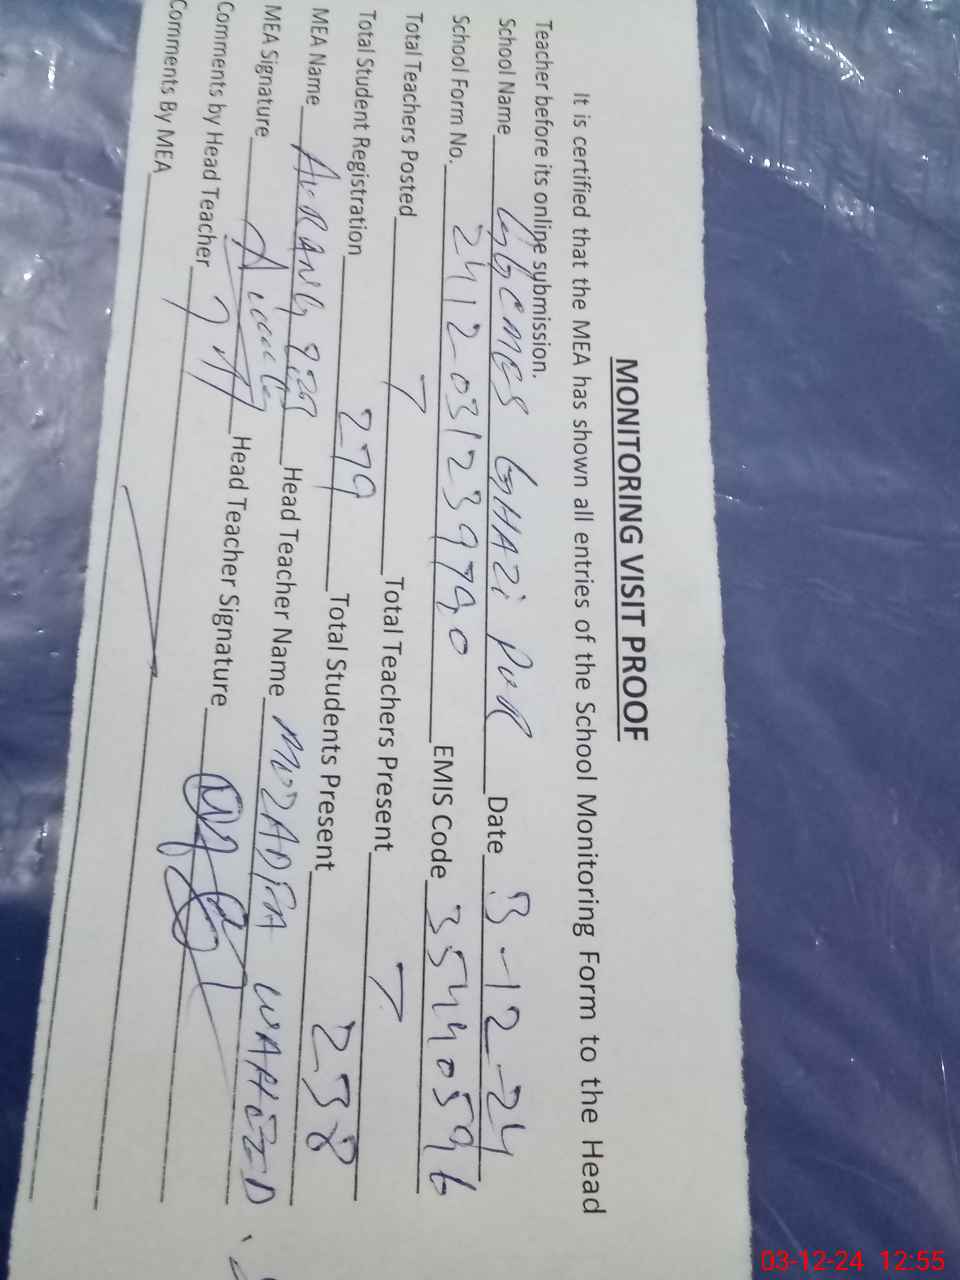 MONITORING VISIT PROOF
It is certified that the MEA has shown all entries of the School Monitoring Form to the Head
Teacher before its online submission.
School Name GGCMES GHAZi PUR Date 3-12-24
School Form No. 2412-03123990 EMIS Code 35440596
Total Teachers Posted 7 Total Teachers Present 7
Total Student Registration 279 Total Students Present 238
MEA Name AURANG Head Teacher Name WAHEED
MEA Signature
Comments by Head Teacher Head Teacher Signature
Comments By MEA
03-12-24 12:55